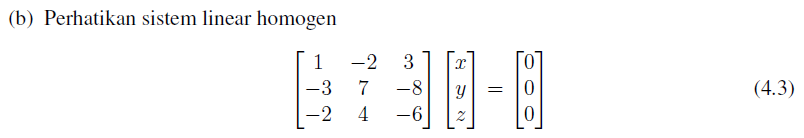 (b) Perhatikan sistem linear homogen
1 −2 3 x 0
−3 7 −8 y = 0 (4.3)
−2 4 −6 z 0